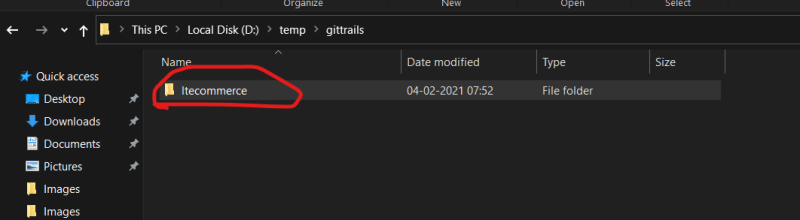 Clipboard Organize New Open Select
This PC Local Disk (D:) temp gittrails
Name Date modified Type Size
Quick access
ltecommerce 04-02-2021 07:52 File folder
Desktop
Downloads
Documents
Pictures
Images
Images